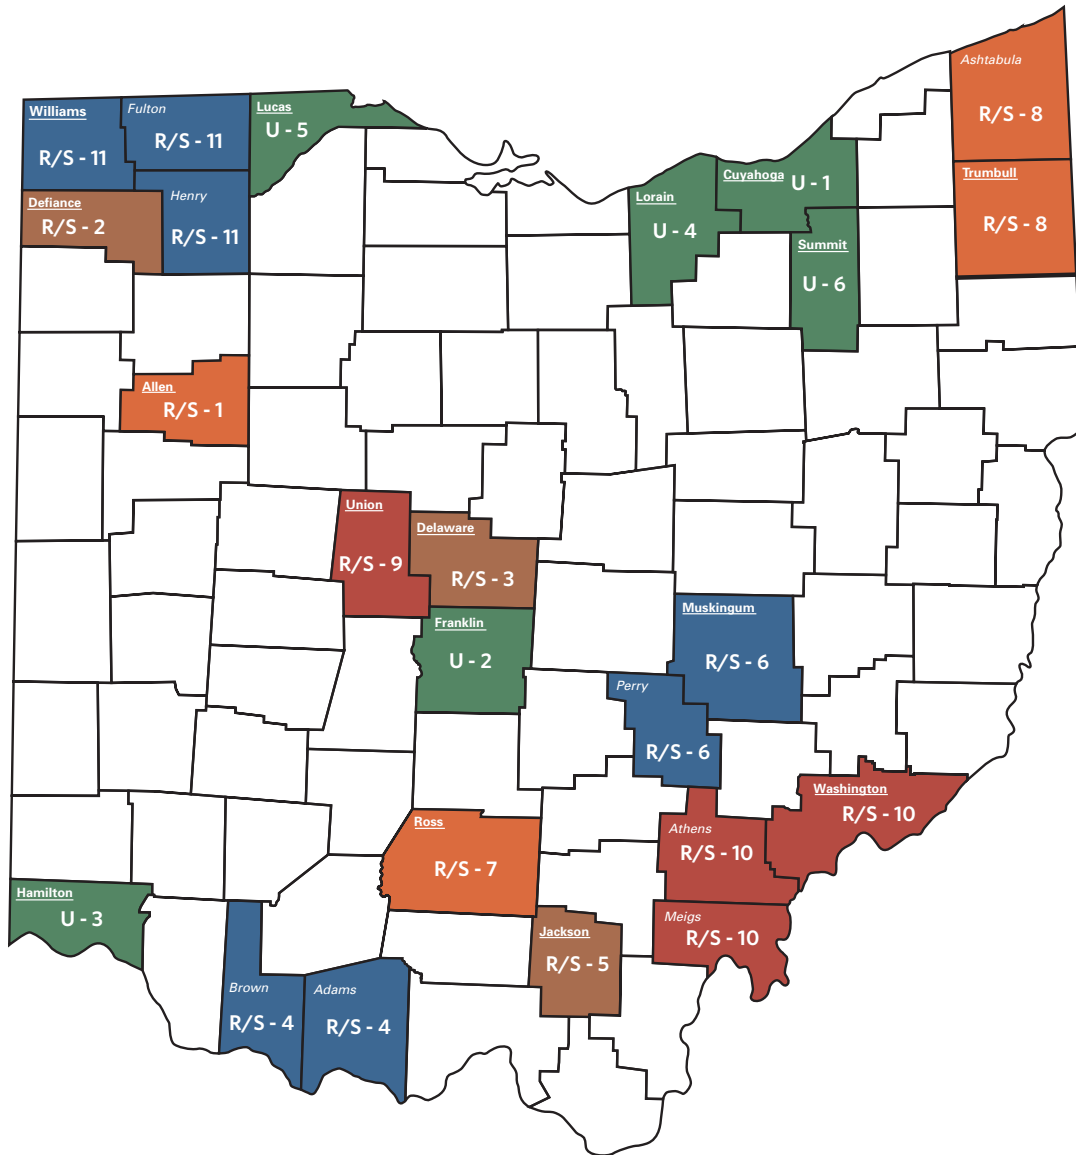 Ashtabula
R/S - 8
Williams
R/S - 11
Fulton
R/S - 11
Lucas
U - 5
Trumbull
R/S - 8
Cuyahoga
U - 1
Defiance
R/S - 2
Henry
R/S - 11
Lorain
U - 4
Summit
U - 6
Allen
R/S - 1
Union
R/S - 9
Delaware
R/S - 3
Franklin
U - 2
Muskingum
R/S - 6
Perry
R/S - 6
Washington
R/S - 10
Ross
R/S - 7
Athens
R/S - 10
Hamilton
U - 3
Meigs
R/S - 10
Jackson
R/S - 5
Brown
R/S - 4
Adams
R/S - 4